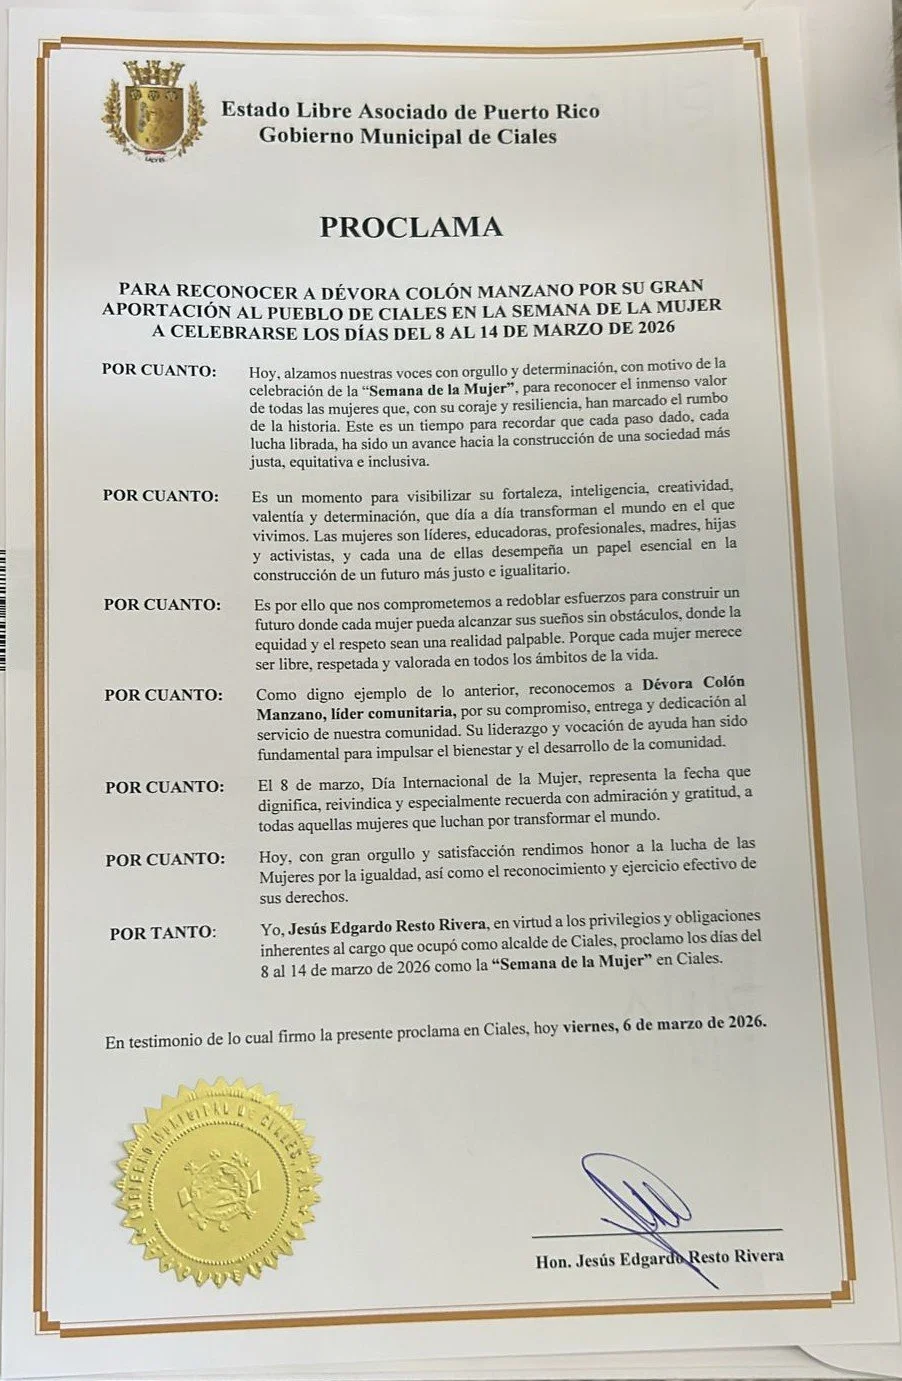 Estado Libre Asociado de Puerto Rico
Gobierno Municipal de Ciales
PROCLAMA
PARA RECONOCER A DÉVORA COLÓN MANZANO POR SU GRAN
APORTACIÓN AL PUEBLO DE CIALES EN LA SEMANA DE LA MUJER
A CELEBRARSE LOS DÍAS DEL 8 AL 14 DE MARZO DE 2026
POR CUANTO: Hoy, alzamos nuestras voces con orgullo y determinación, con motivo de la
celebración de la “Semana de la Mujer”, para reconocer el inmenso valor
de todas las mujeres que, con su coraje y resiliencia, han marcado el rumbo
de la historia. Este es un tiempo para recordar que cada paso dado, cada
lucha librada, ha sido un avance hacia la construcción de una sociedad más
justa, equitativa e inclusiva.
POR CUANTO: Es un momento para visibilizar su fortaleza, inteligencia, creatividad,
valentía y determinación, que día a día transforman el mundo en el que
vivimos. Las mujeres son líderes, educadoras, profesionales, madres, hijas
y activistas, y cada una de ellas desempeña un papel esencial en la
construcción de un futuro más justo e igualitario.
POR CUANTO: Es por ello que nos comprometemos a redoblar esfuerzos para construir un
futuro donde cada mujer pueda alcanzar sus sueños sin obstáculos, donde la
equidad y el respeto sean una realidad palpable. Porque cada mujer merece
ser libre, respetada y valorada en todos los ámbitos de la vida.
POR CUANTO: Como digno ejemplo de lo anterior, reconocemos a Dévora Colón
Manzano, líder comunitaria, por su compromiso, entrega y dedicación al
servicio de nuestra comunidad. Su liderazgo y vocación de ayuda han sido
fundamental para impulsar el bienestar y el desarrollo de la comunidad.
POR CUANTO: El 8 de marzo, Día Internacional de la Mujer, representa la fecha que
dignifica, reivindica y especialmente recuerda con admiración y gratitud, a
todas aquellas mujeres que luchan por transformar el mundo.
POR CUANTO: Hoy, con gran orgullo y satisfacción rendimos honor a la lucha de las
Mujeres por la igualdad, así como el reconocimiento y ejercicio efectivo de
sus derechos.
POR TANTO: Yo, Jesús Edgardo Resto Rivera, en virtud a los privilegios y obligaciones
inherentes al cargo que ocupó como alcalde de Ciales, proclamo los días del
8 al 14 de marzo de 2026 como la “Semana de la Mujer” en Ciales.
En testimonio de lo cual firmo la presente proclama en Ciales, hoy viernes, 6 de marzo de 2026.
GOBIERNO MUNICIPAL DE CIALES, P.R.
Hon. Jesús Edgardo Resto Rivera